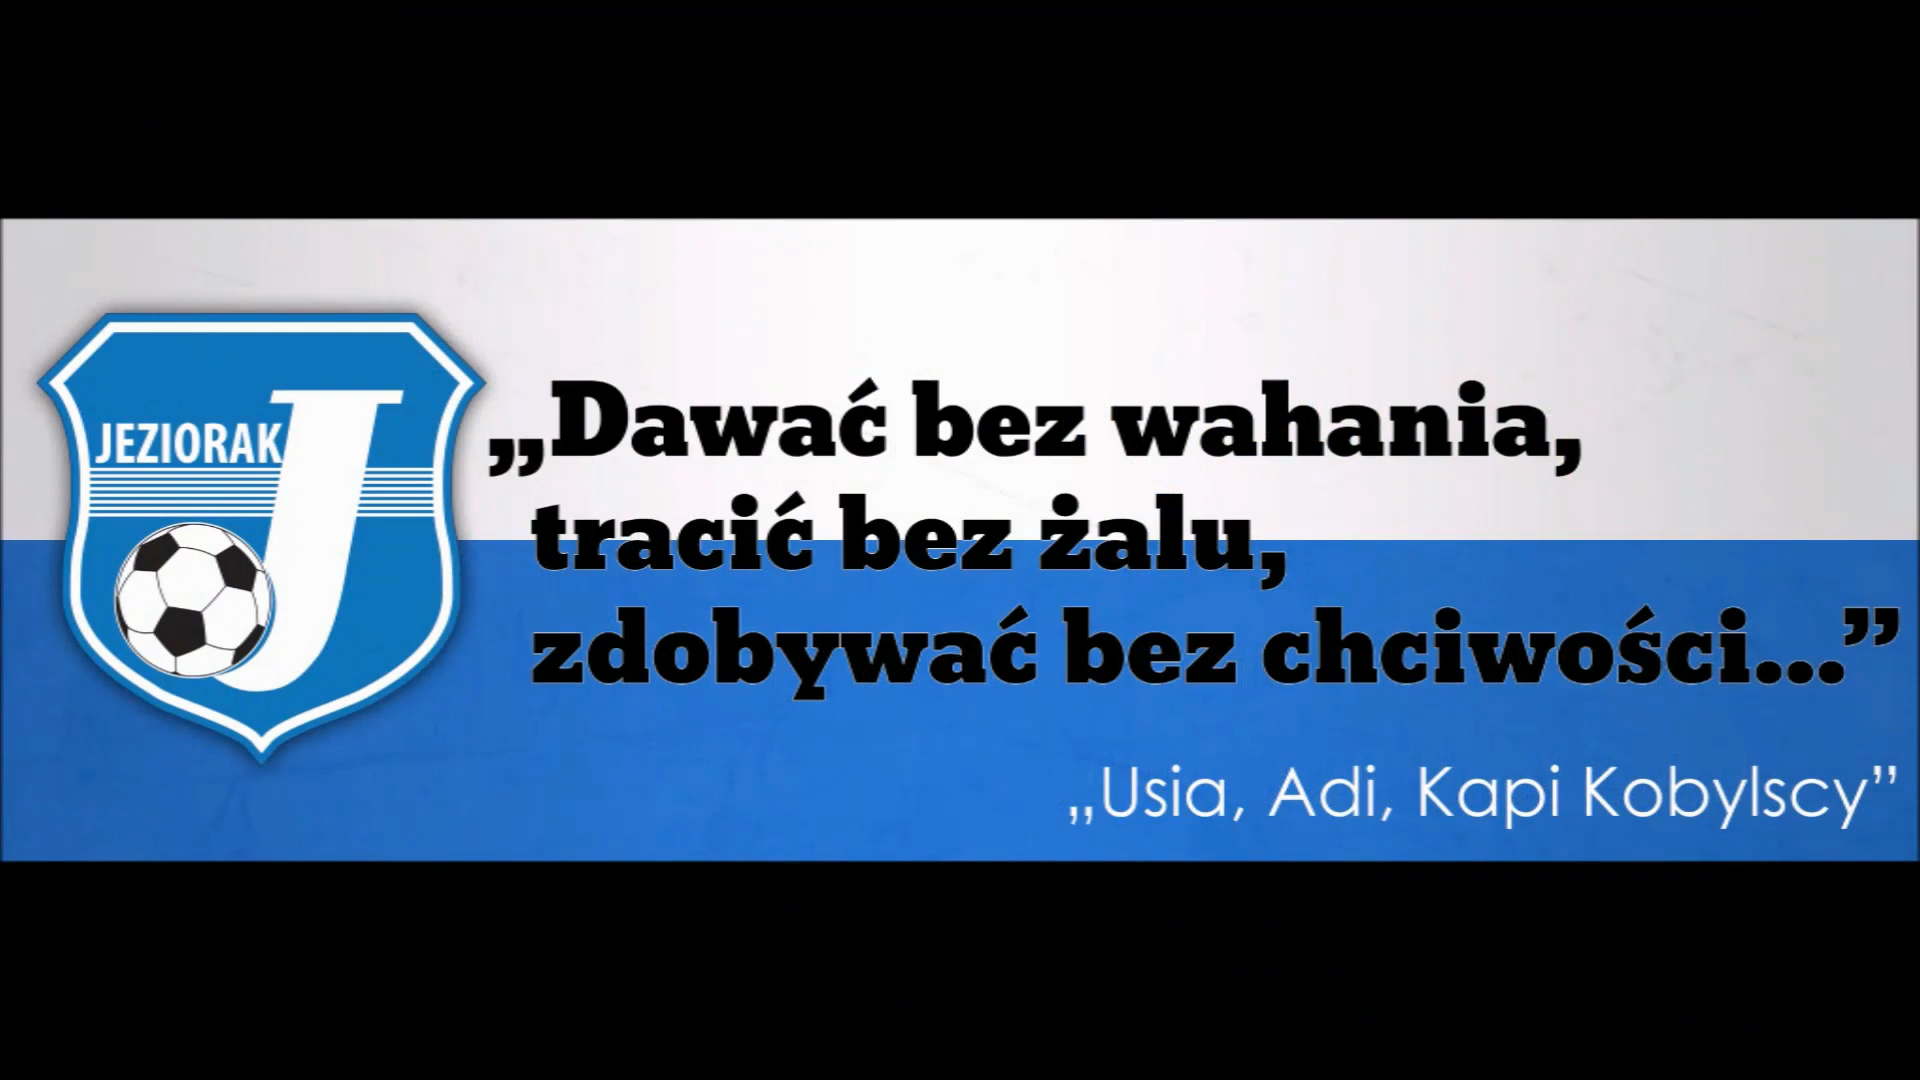 JEZIORAK
„Dawać bez wahania,
tracić bez żalu,
zdobywać bez chciwości...”
„Usia, Adi, Kapi Kobylscy”